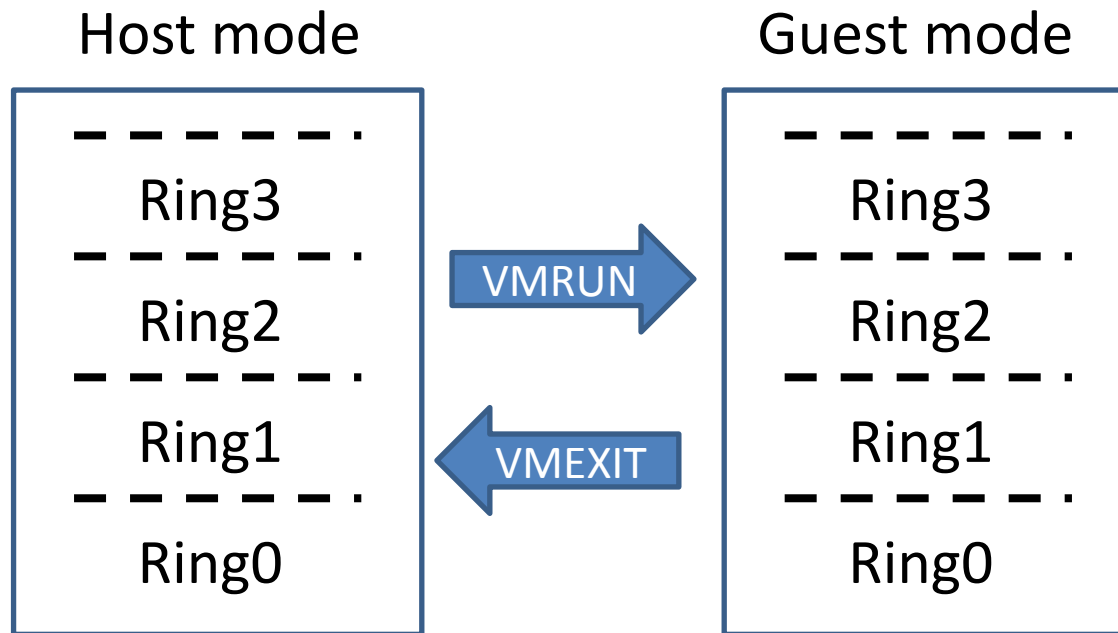 Host mode
Guest mode
Ring3
Ring3
VMRUN
Ring2
Ring2
Ring1
Ring1
VMEXIT
Ring0
Ring0